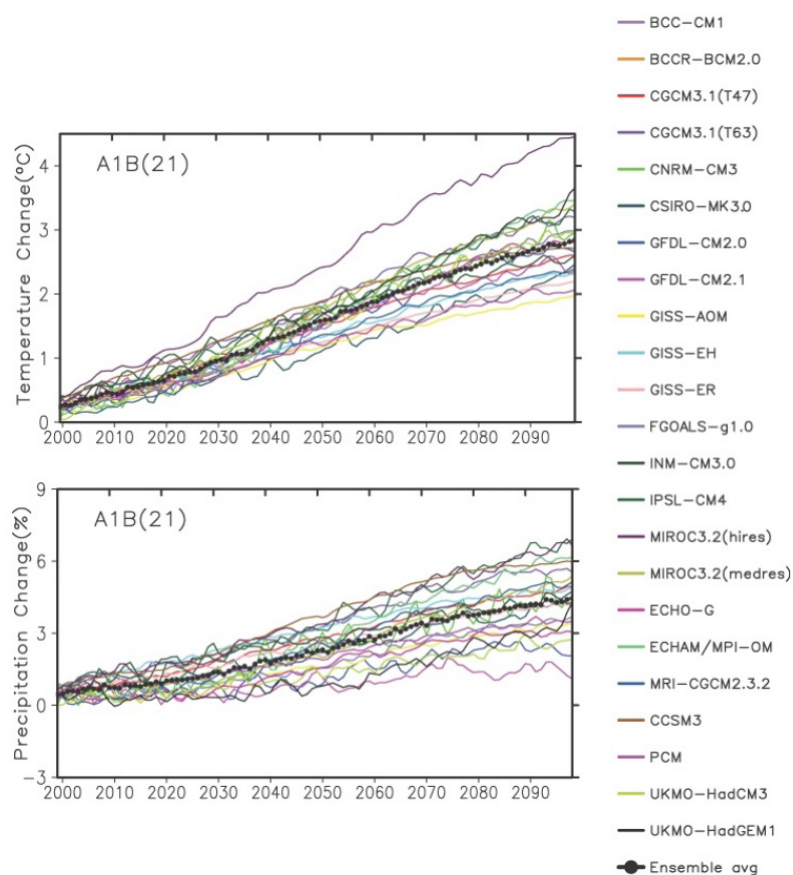 A1B(21)
Temperature Change(°C)
4
3
2
1
0
2000 2010 2020 2030 2040 2050 2060 2070 2080 2090
A1B(21)
Precipitation Change(%)
9
6
3
0
−3
2000 2010 2020 2030 2040 2050 2060 2070 2080 2090
BCC−CM1
BCCR−BCM2.0
CGCM3.1(T47)
CGCM3.1(T63)
CNRM−CM3
CSIRO−MK3.0
GFDL−CM2.0
GFDL−CM2.1
GISS−AOM
GISS−EH
GISS−ER
FGOALS−g1.0
INM−CM3.0
IPSL−CM4
MIROC3.2(hires)
MIROC3.2(medres)
ECHO−G
ECHAM/MPI−OM
MRI−CGCM2.3.2
CCSM3
PCM
UKMO−HadCM3
UKMO−HadGEM1
Ensemble avg